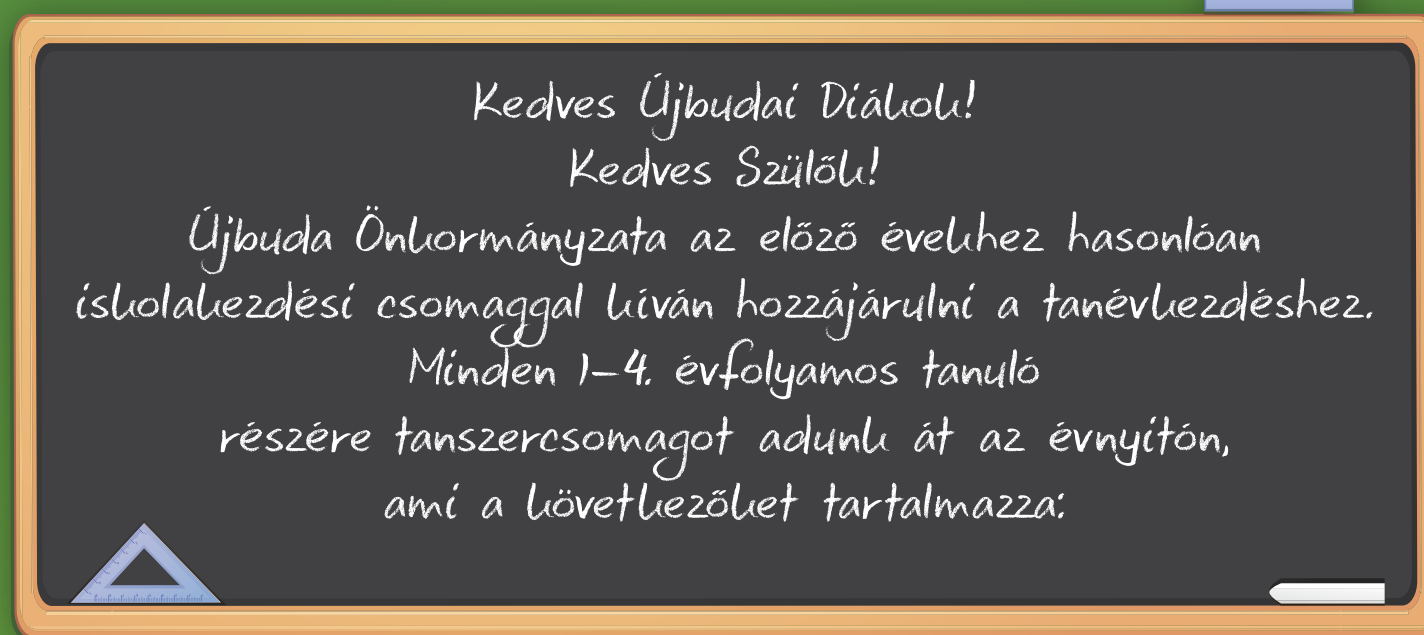 Kedves Újbudai Diákok!
Kedves Szülők!
Újbuda Önkormányzata az előző évekhez hasonlóan
iskolakezdési csomaggal kíván hozzájárulni a tanévkezdéshez.
Minden 1–4. évfolyamos tanuló
részére tanszercsomagot adunk át az évnyitón,
ami a következőket tartalmazza: